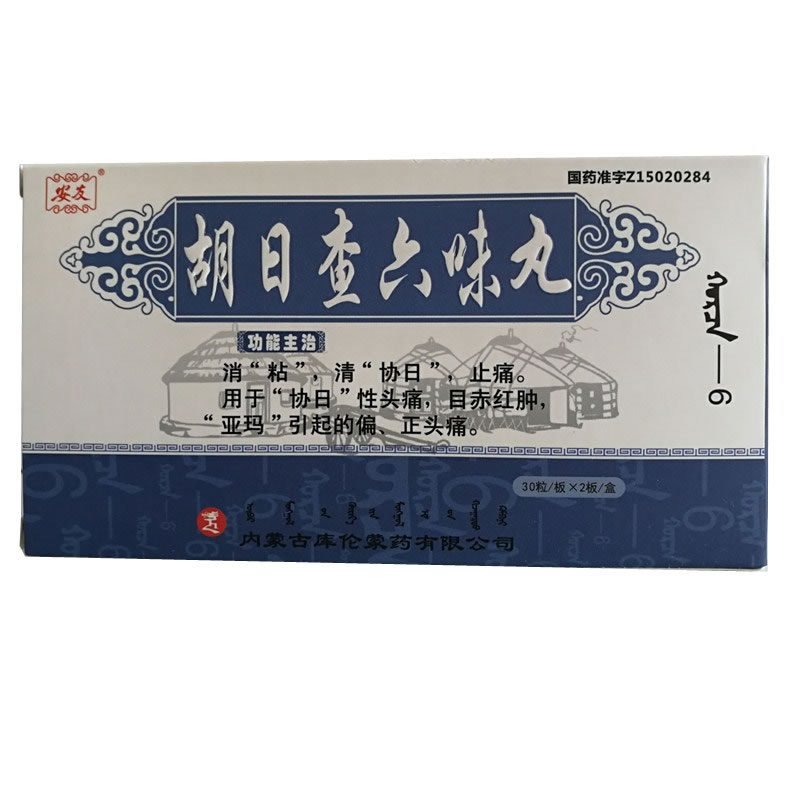 安友®
国药准字Z15020284
胡日查六味丸
功能主治
消“粘”，清“协日”，止痛。
用于“协日”性头痛，目赤红肿，
“亚玛”引起的偏、正头痛。
—6
30粒/板×2板/盒
内蒙古库伦蒙药有限公司